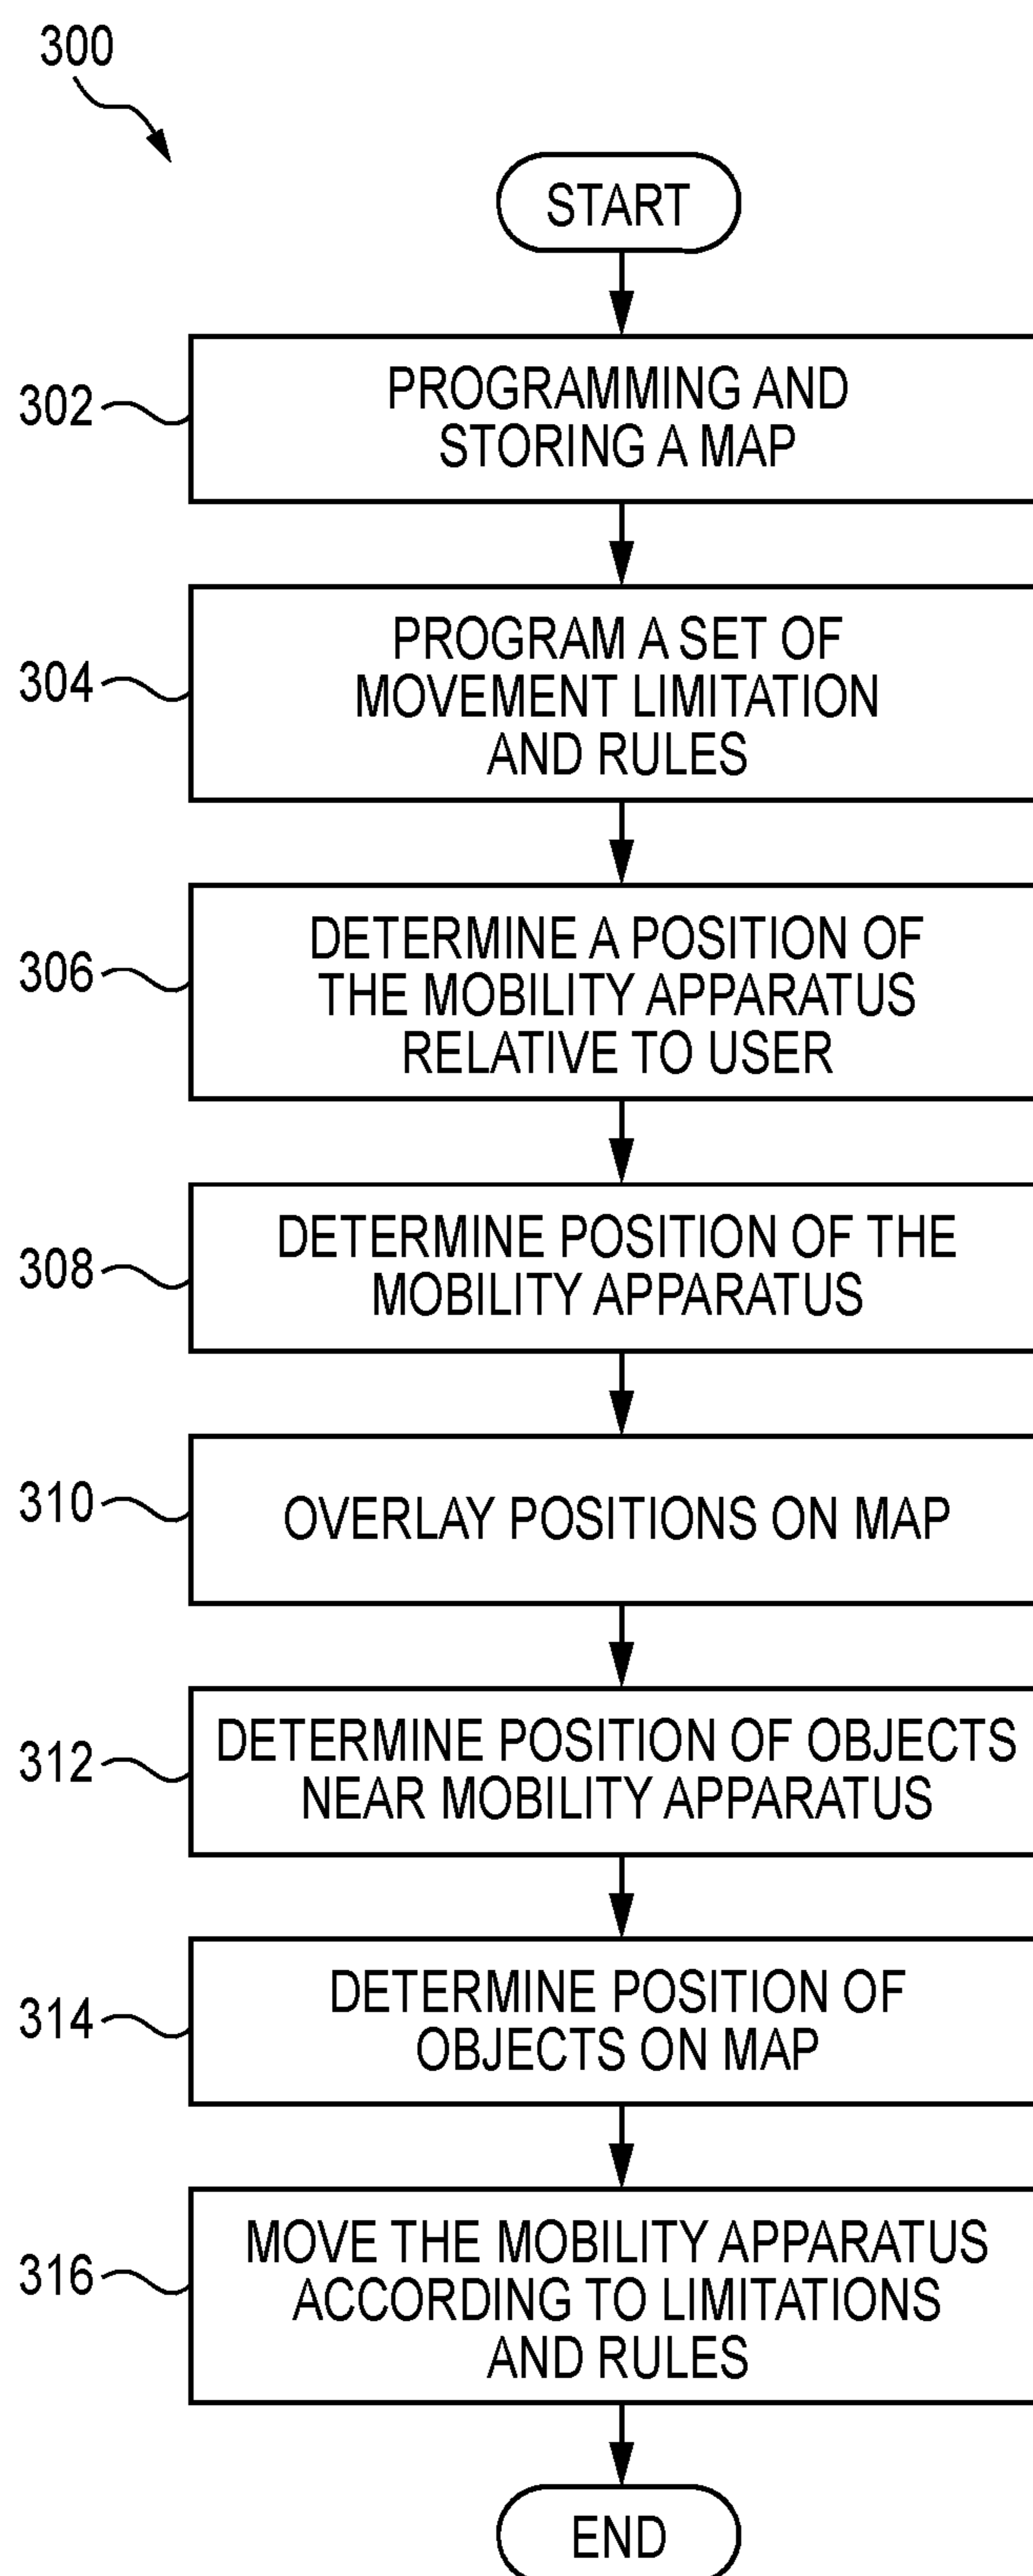 300
START
302
PROGRAMMING AND
STORING A MAP
304
PROGRAM A SET OF
MOVEMENT LIMITATION
AND RULES
306
DETERMINE A POSITION OF
THE MOBILITY APPARATUS
RELATIVE TO USER
308
DETERMINE POSITION OF THE
MOBILITY APPARATUS
310
OVERLAY POSITIONS ON MAP
312
DETERMINE POSITION OF OBJECTS
NEAR MOBILITY APPARATUS
314
DETERMINE POSITION OF
OBJECTS ON MAP
316
MOVE THE MOBILITY APPARATUS
ACCORDING TO LIMITATIONS
AND RULES
END